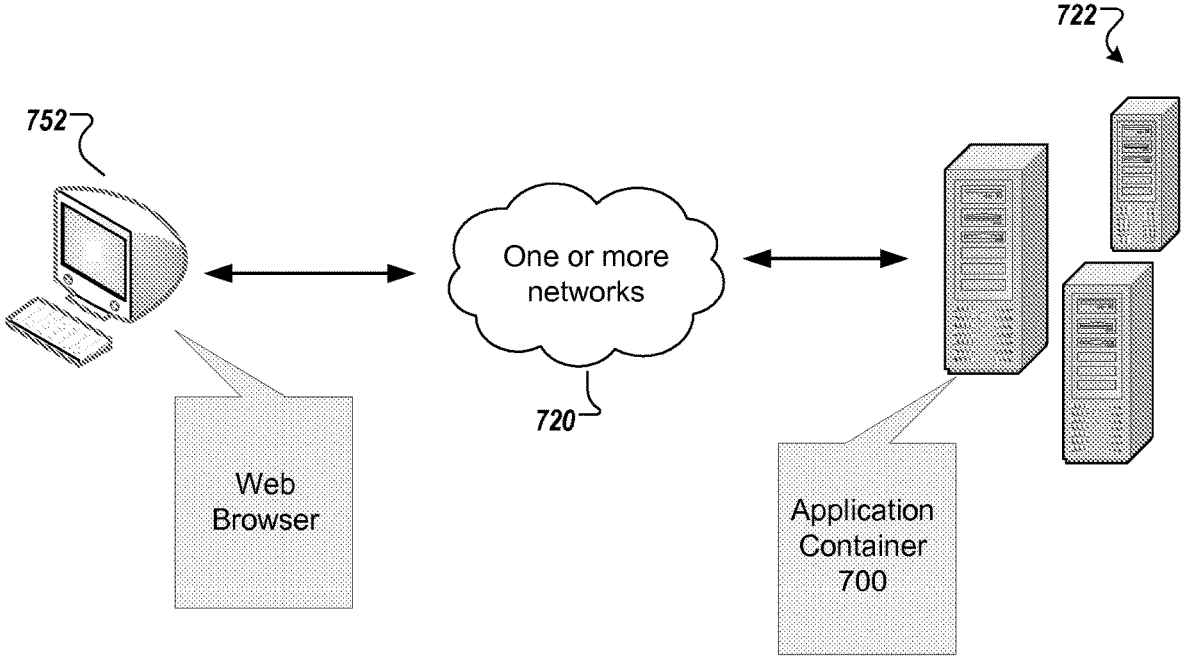 722
752
One or more
networks
720
Web
Browser
Application
Container
700